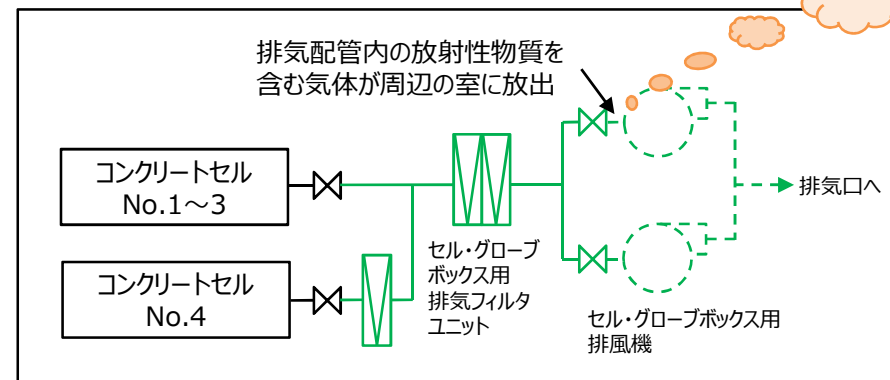 排気配管内の放射性物質を
含む気体が周辺の室に放出
コンクリートセル
No.1～3
コンクリートセル
No.4
セル・グローブ
ボックス用
排気フィルタ
ユニット
セル・グローブボックス用
排風機
排気口へ